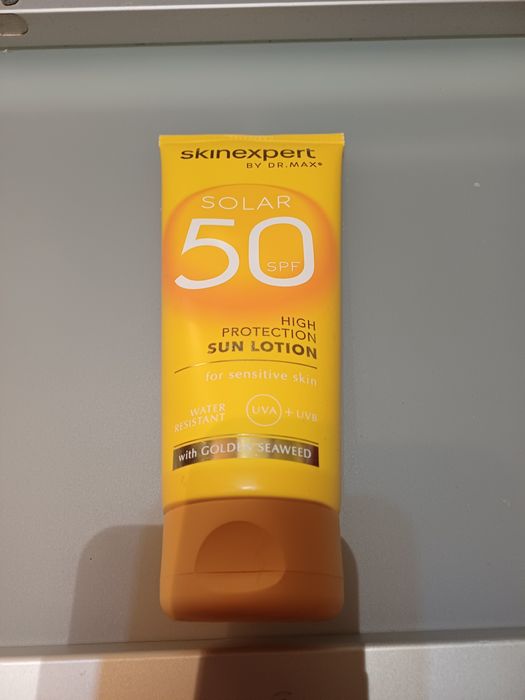 skinexpert
BY DR.MAX®
SOLAR
50
SPF
HIGH
PROTECTION
SUN LOTION
for sensitive skin
WATER
RESISTANT
UVA + UVB
with GOLDEN SEAWEED